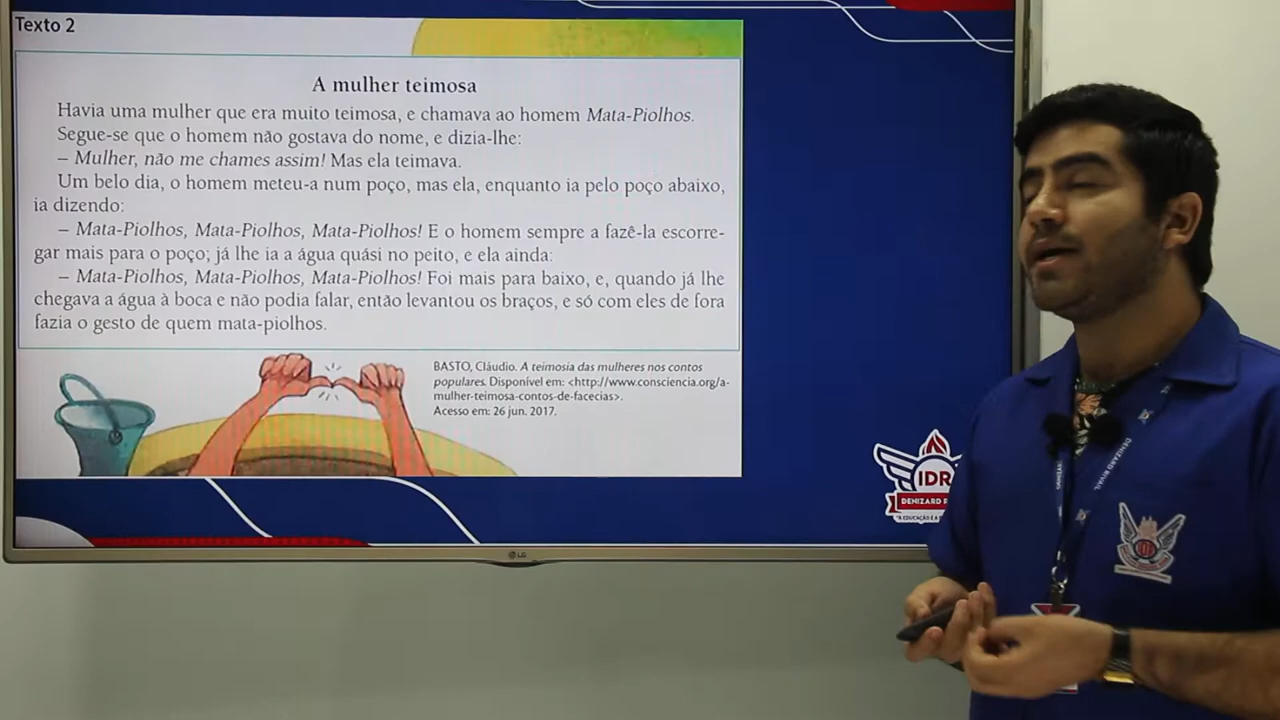 Texto 2
A mulher teimosa
Havia uma mulher que era muito teimosa, e chamava ao homem Mata-Piolhos.
Segue-se que o homem não gostava do nome, e dizia-lhe:
– Mulher, não me chames assim! Mas ela teimava.
Um belo dia, o homem meteu-a num poço, mas ela, enquanto ia pelo poço abaixo,
ia dizendo:
– Mata-Piolhos, Mata-Piolhos, Mata-Piolhos! E o homem sempre a fazê-la escorre-
gar mais para o poço; já lhe ia a água quási no peito, e ela ainda:
– Mata-Piolhos, Mata-Piolhos, Mata-Piolhos! Foi mais para baixo, e, quando já lhe
chegava a água à boca e não podia falar, então levantou os braços, e só com eles de fora
fazia o gesto de quem mata-piolhos.
BASTO, Cláudio. A teimosia das mulheres nos contos
populares. Disponível em: <http://www.consciencia.org/a-
mulher-teimosa-contos-de-facecias>.
Acesso em: 26 jun. 2017.
IDR
DENIZARD R
"A EDUCAÇÃO É A
LG
DENIZARD RIVAIL